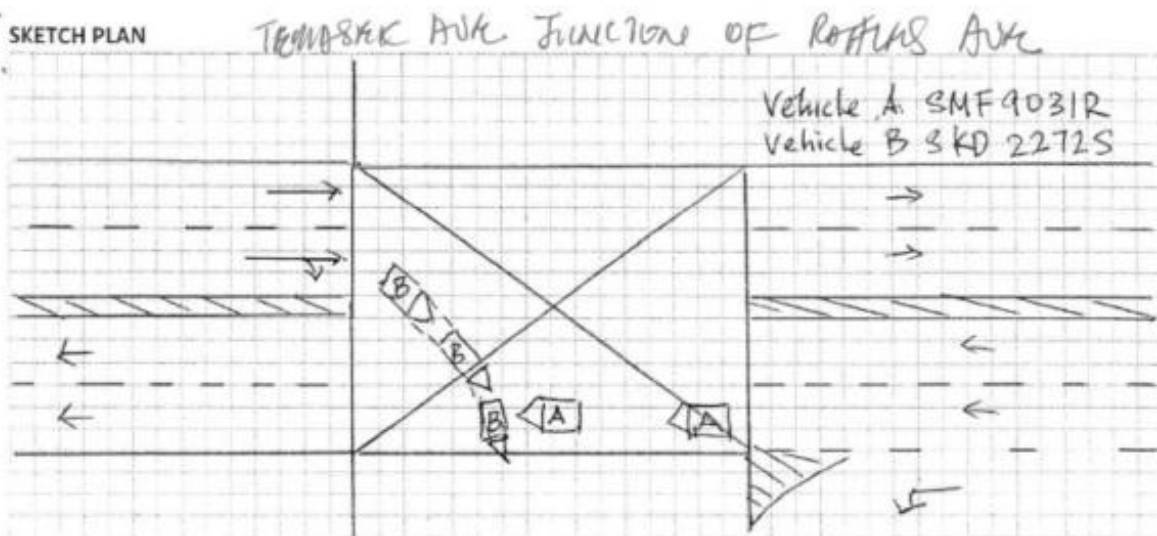 SKETCH PLAN
TEMASEK AVE JUNCTION OF RAFFLES AVE
Vehicle A. SMF9031R
Vehicle B SKD 2272S
B
B
B
A
A